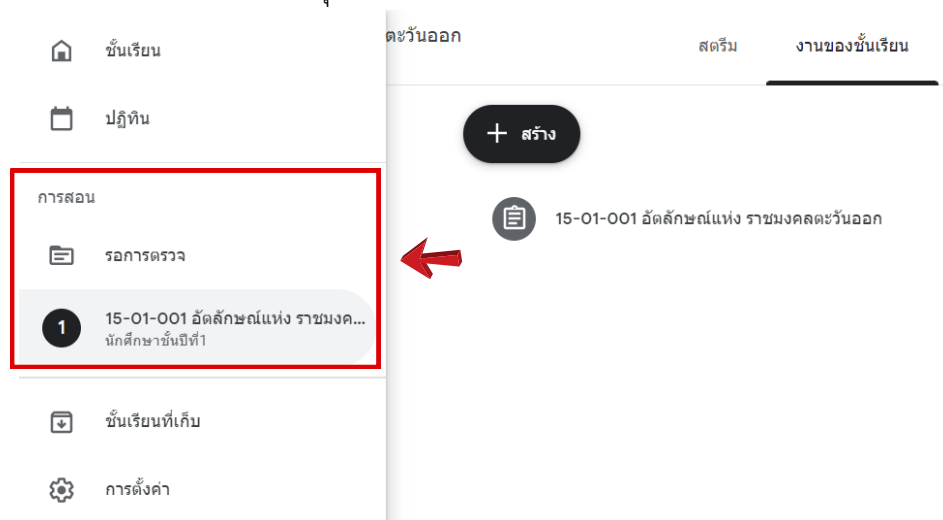 ชั้นเรียน
ปฏิทิน
การสอน
รอการตรวจ
1
15-01-001 อัตลักษณ์แห่ง ราชมงค...
นักศึกษาชั้นปีที่1
ชั้นเรียนที่เก็บ
การตั้งค่า
ตะวันออก
สตรีม
งานของชั้นเรียน
+ สร้าง
15-01-001 อัตลักษณ์แห่ง ราชมงคลตะวันออก